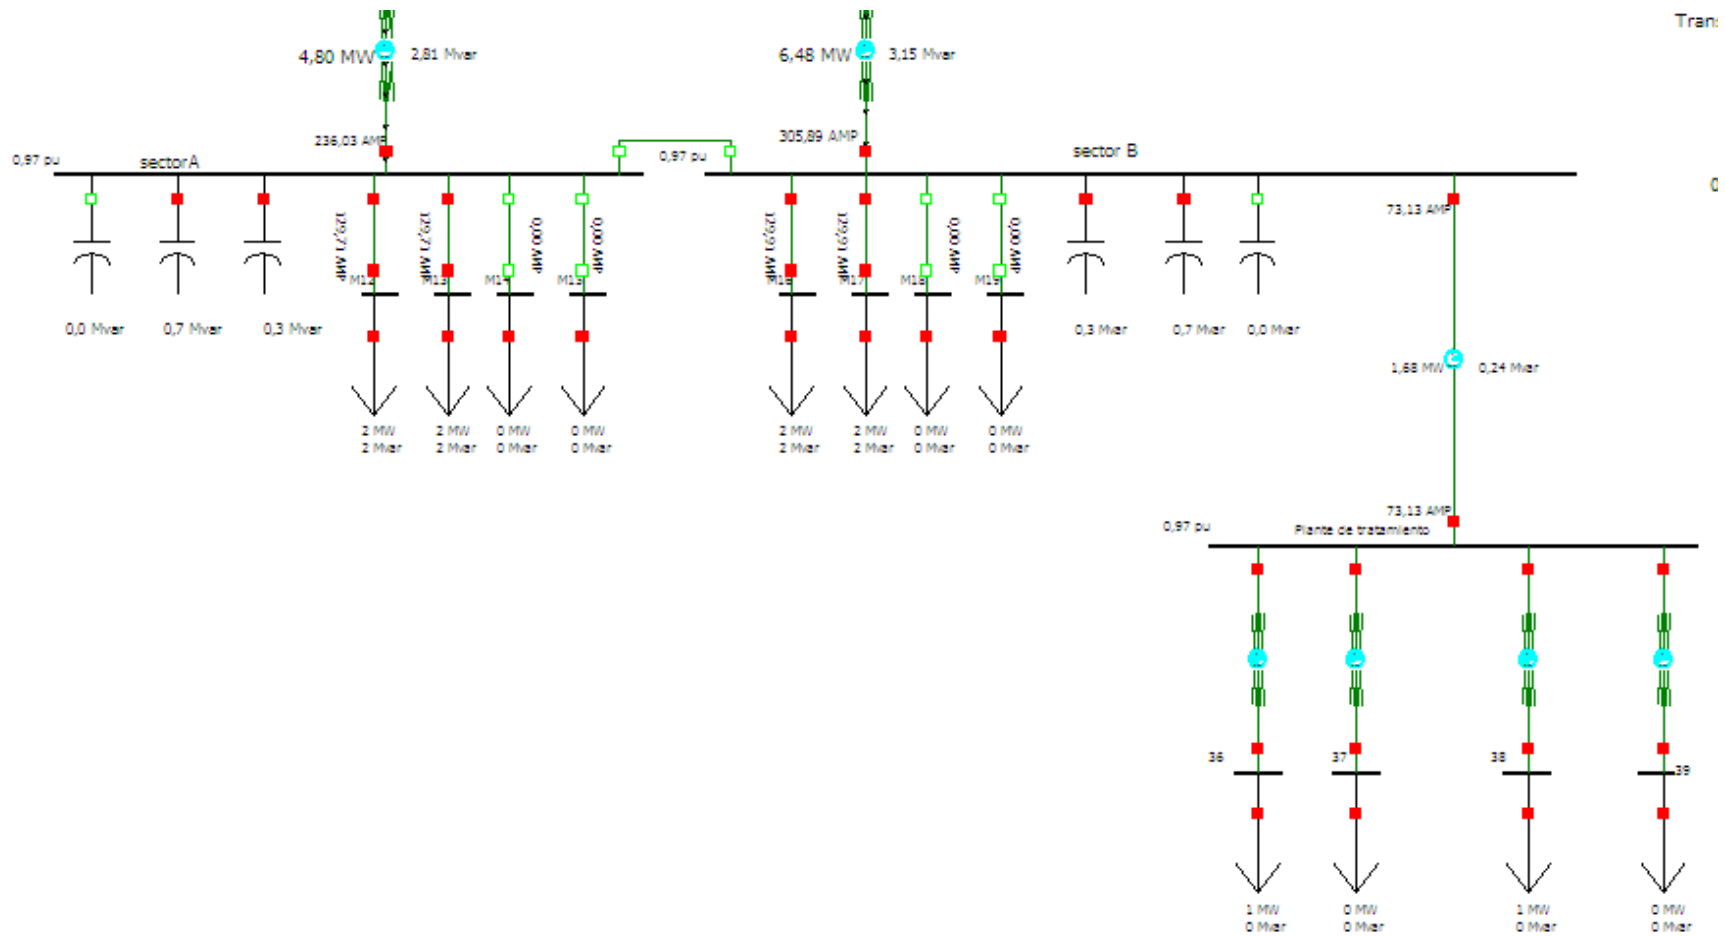 Trans
4,80 MW
2,81 Mvar
6,48 MW
3,15 Mvar
236,03 AMP
305,89 AMP
0,97 pu
sectorA
0,97 pu
sector B
0
129,71 AMP
129,71 AMP
0,00 AMP
0,00 AMP
129,91 AMP
129,91 AMP
0,00 AMP
0,00 AMP
73,13 AMP
M12
M13
M14
M15
M16
M17
M18
M19
0,0 Mvar
0,7 Mvar
0,3 Mvar
0,3 Mvar
0,7 Mvar
0,0 Mvar
1,68 MW
0,24 Mvar
2 MW
2 Mvar
2 MW
2 Mvar
0 MW
0 Mvar
0 MW
0 Mvar
2 MW
2 Mvar
2 MW
2 Mvar
0 MW
0 Mvar
0 MW
0 Mvar
73,13 AMP
0,97 pu
Plante de tratamiento
36
37
38
39
1 MW
0 Mvar
0 MW
0 Mvar
1 MW
0 Mvar
0 MW
0 Mvar